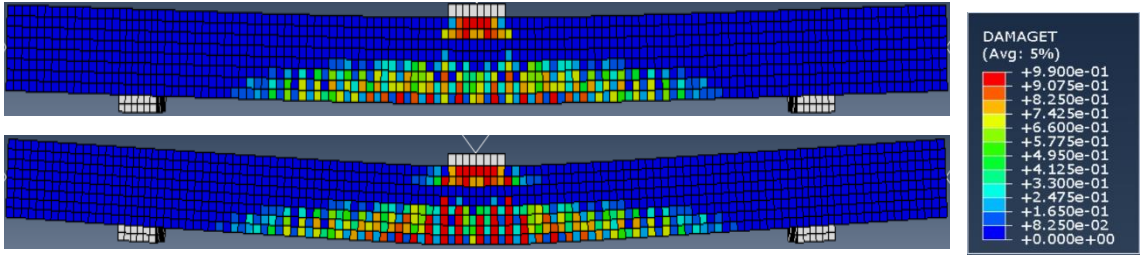 DAMAGET
(Avg: 5%)
+9.900e-01
+9.075e-01
+8.250e-01
+7.425e-01
+6.600e-01
+5.775e-01
+4.950e-01
+4.125e-01
+3.300e-01
+2.475e-01
+1.650e-01
+8.250e-02
+0.000e+00